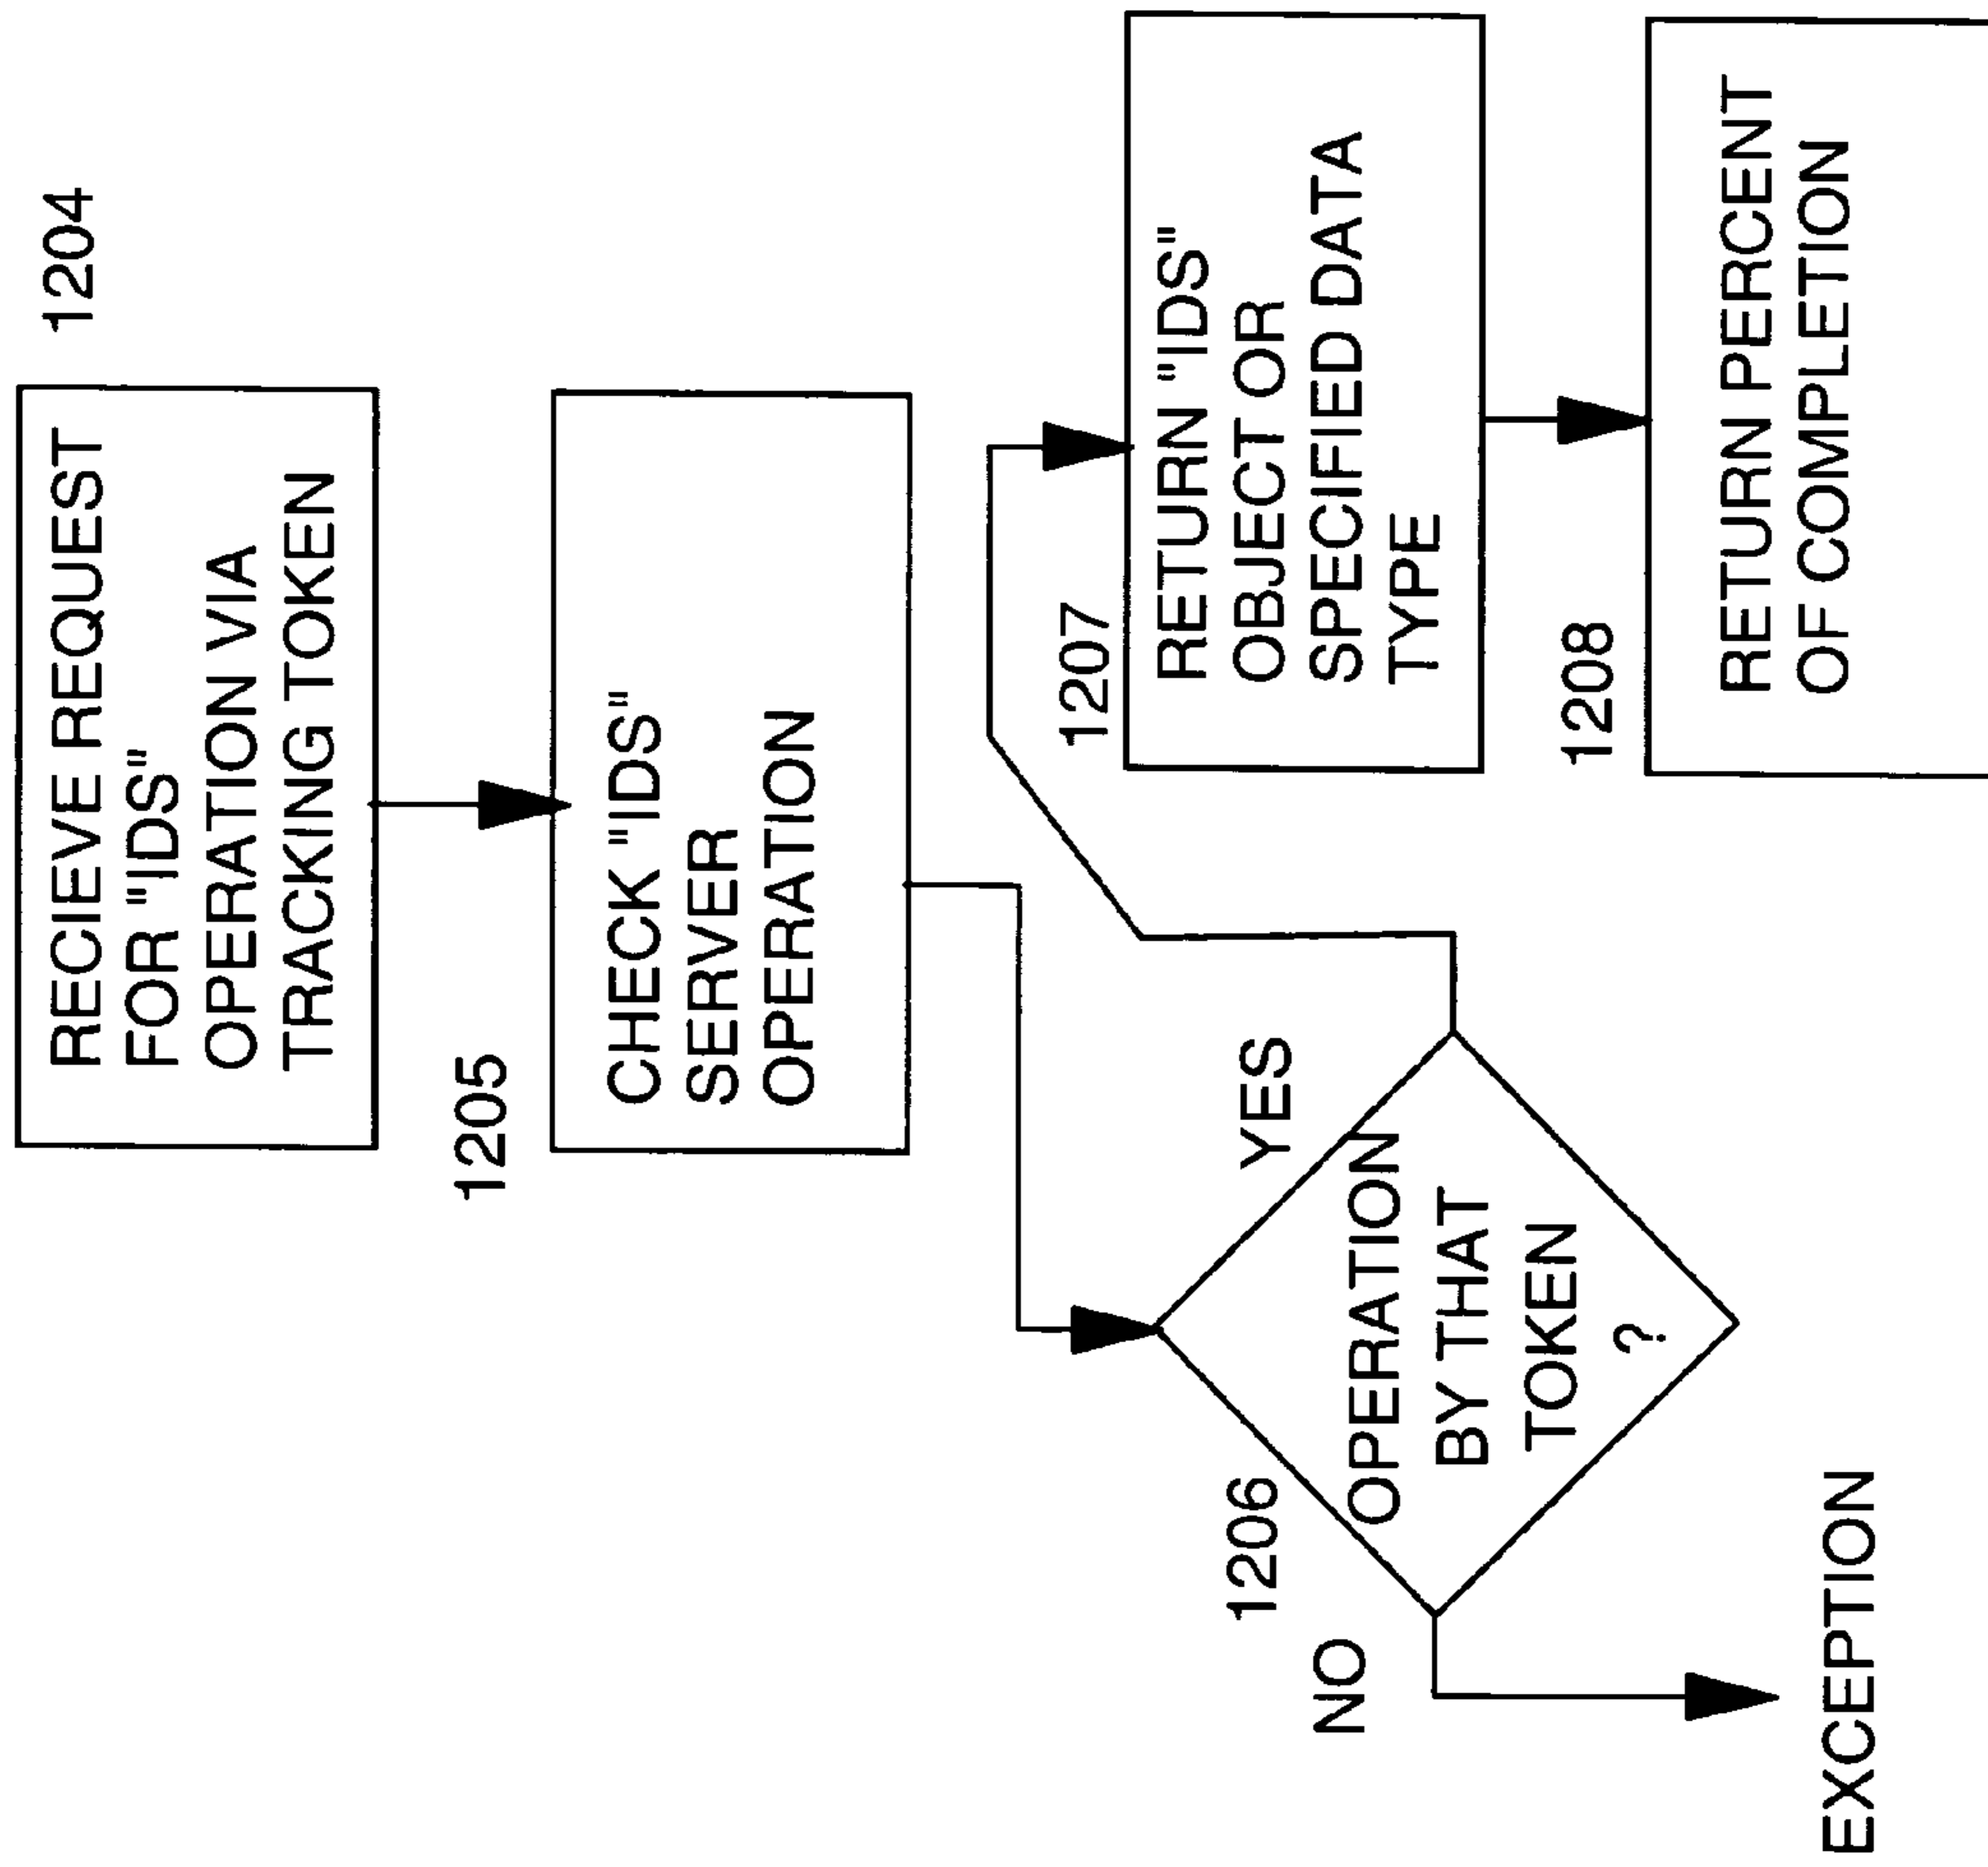 1204
RECIEVE REQUEST
FOR "IDS"
OPERATION VIA
TRACKING TOKEN
1205
CHECK "IDS"
SERVER
OPERATION
1206
OPERATION
BY THAT
TOKEN
?
YES
NO
EXCEPTION
1207
RETURN "IDS"
OBJECT OR
SPECIFIED DATA
TYPE
1208
RETURN PERCENT
OF COMPLETION